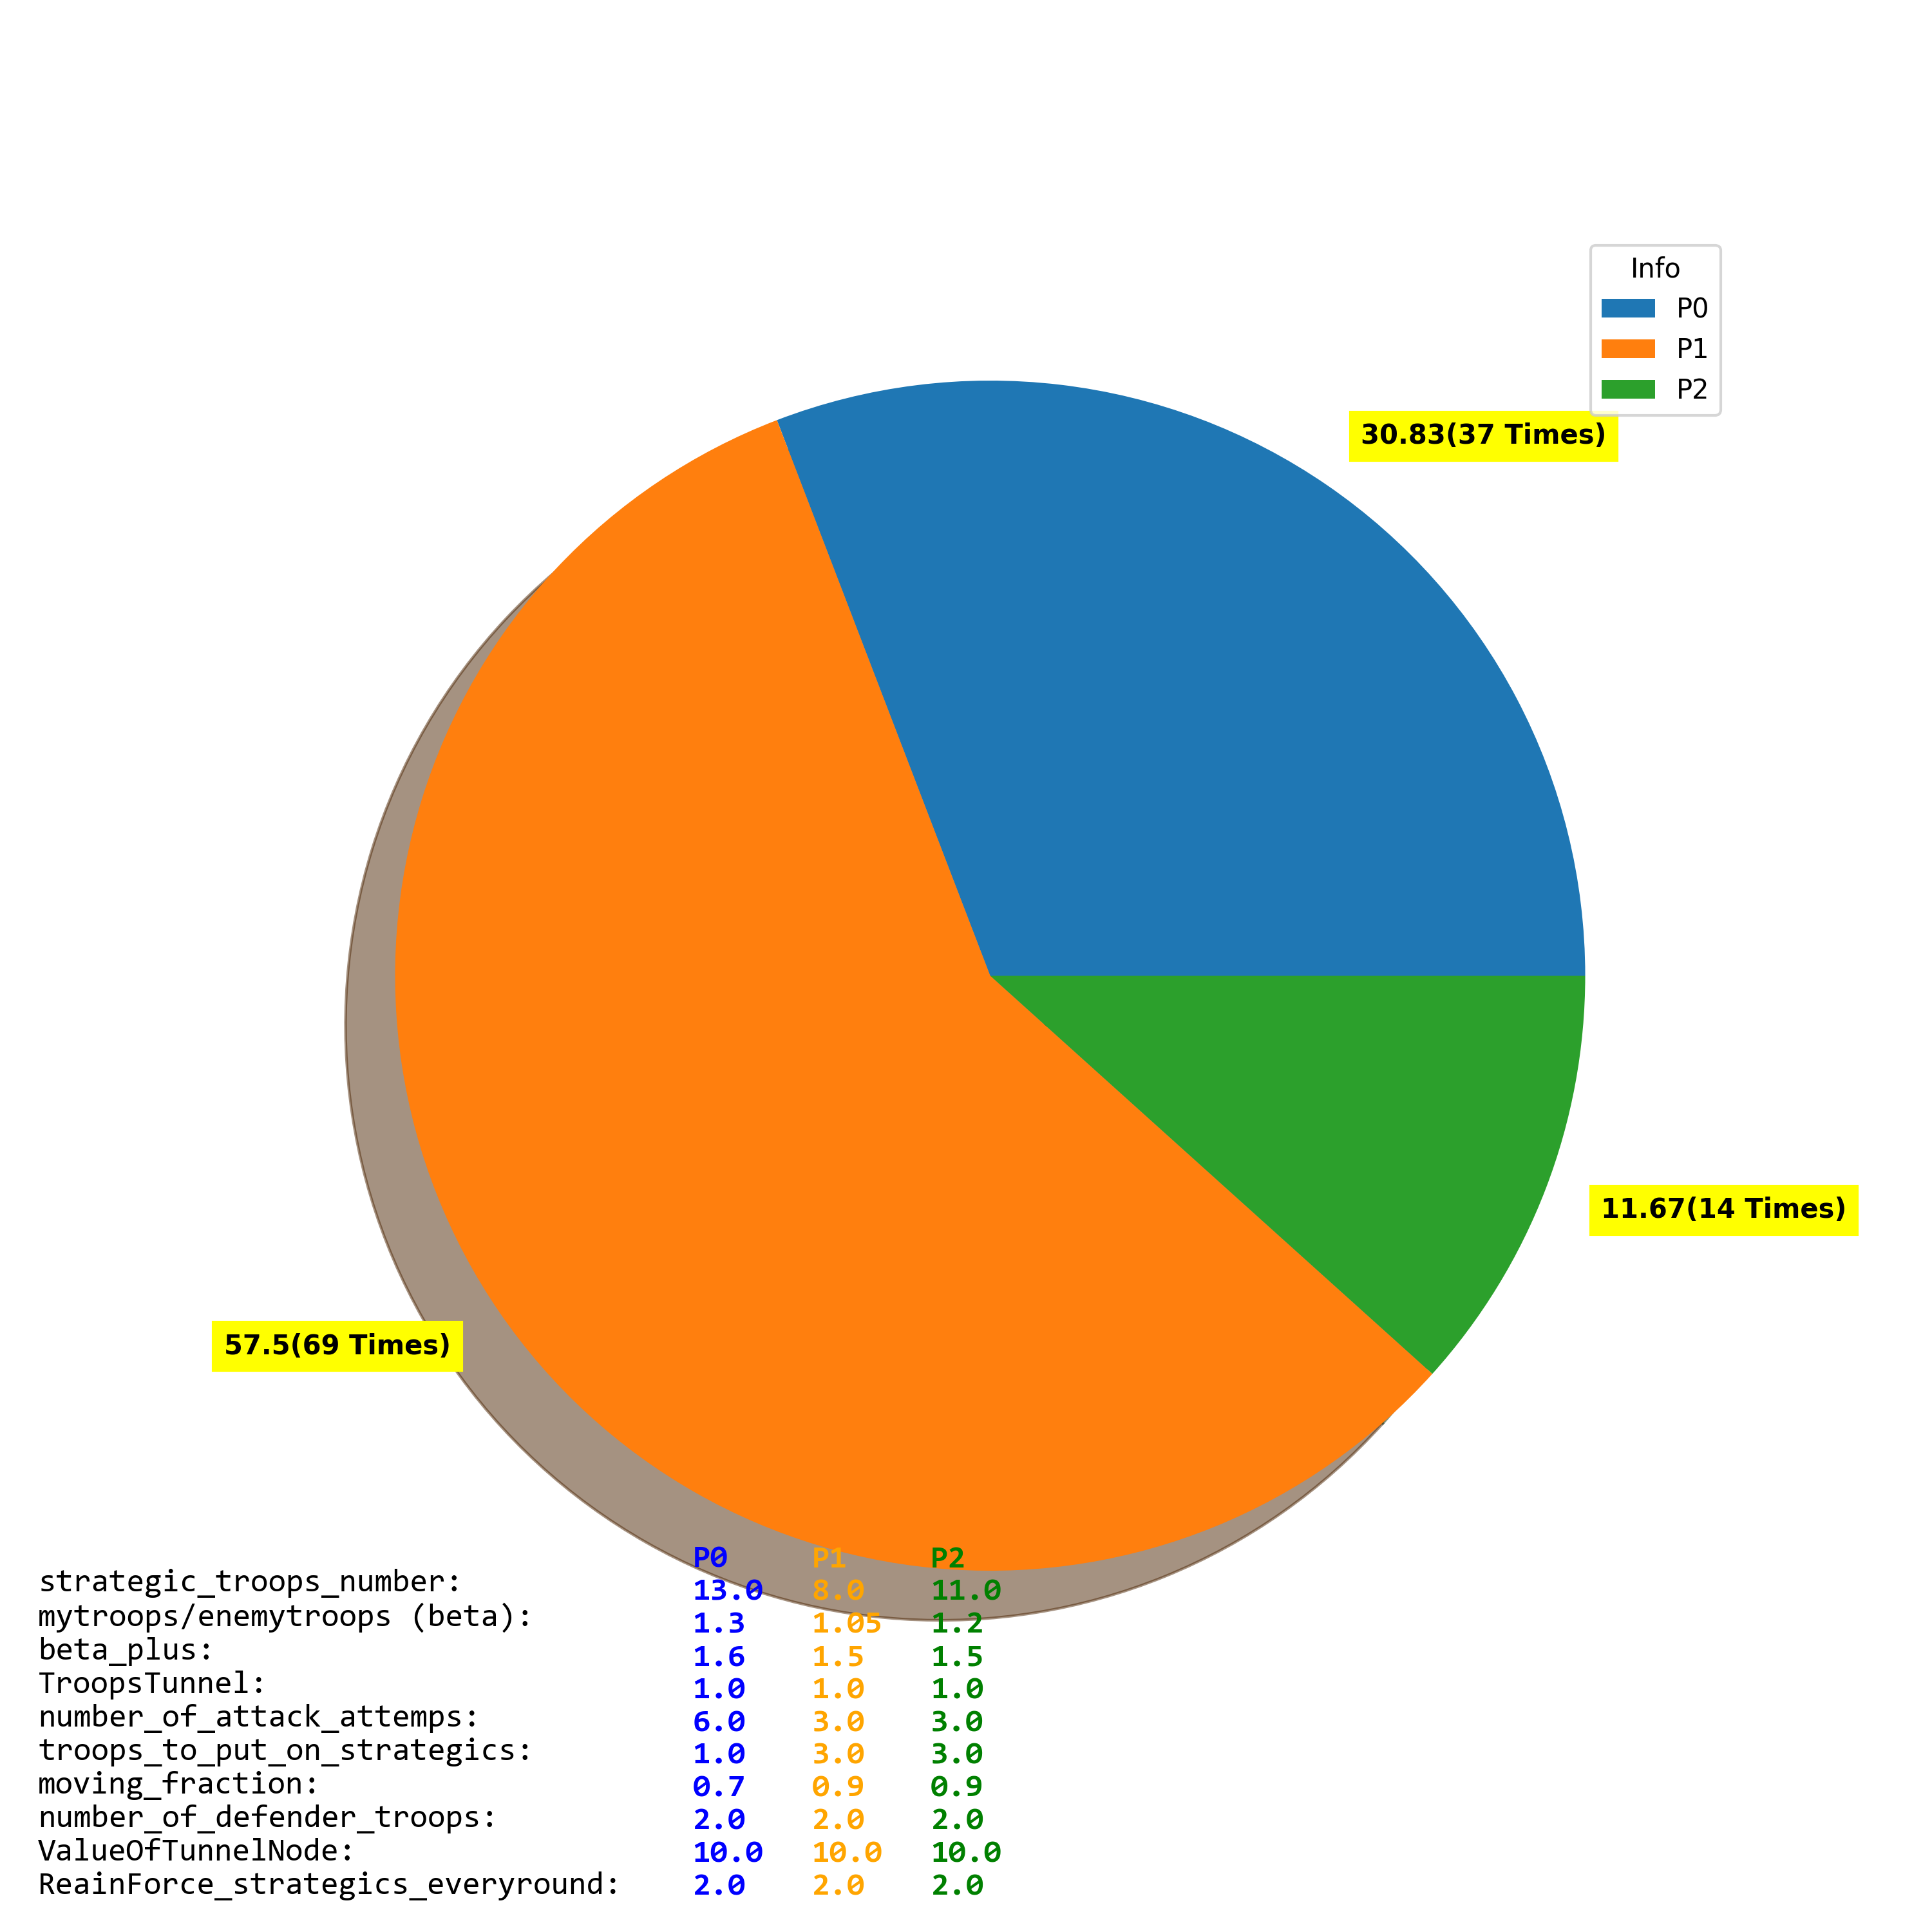 Info
P0
P1
P2
30.83(37 Times)
11.67(14 Times)
57.5(69 Times)
P0 P1 P2
strategic_troops_number: 13.0 8.0 11.0
mytroops/enemytroops (beta): 1.3 1.05 1.2
beta_plus: 1.6 1.5 1.5
TroopsTunnel: 1.0 1.0 1.0
number_of_attack_attemps: 6.0 3.0 3.0
troops_to_put_on_strategics: 1.0 3.0 3.0
moving_fraction: 0.7 0.9 0.9
number_of_defender_troops: 2.0 2.0 2.0
ValueOfTunnelNode: 10.0 10.0 10.0
ReainForce_strategics_everyround: 2.0 2.0 2.0